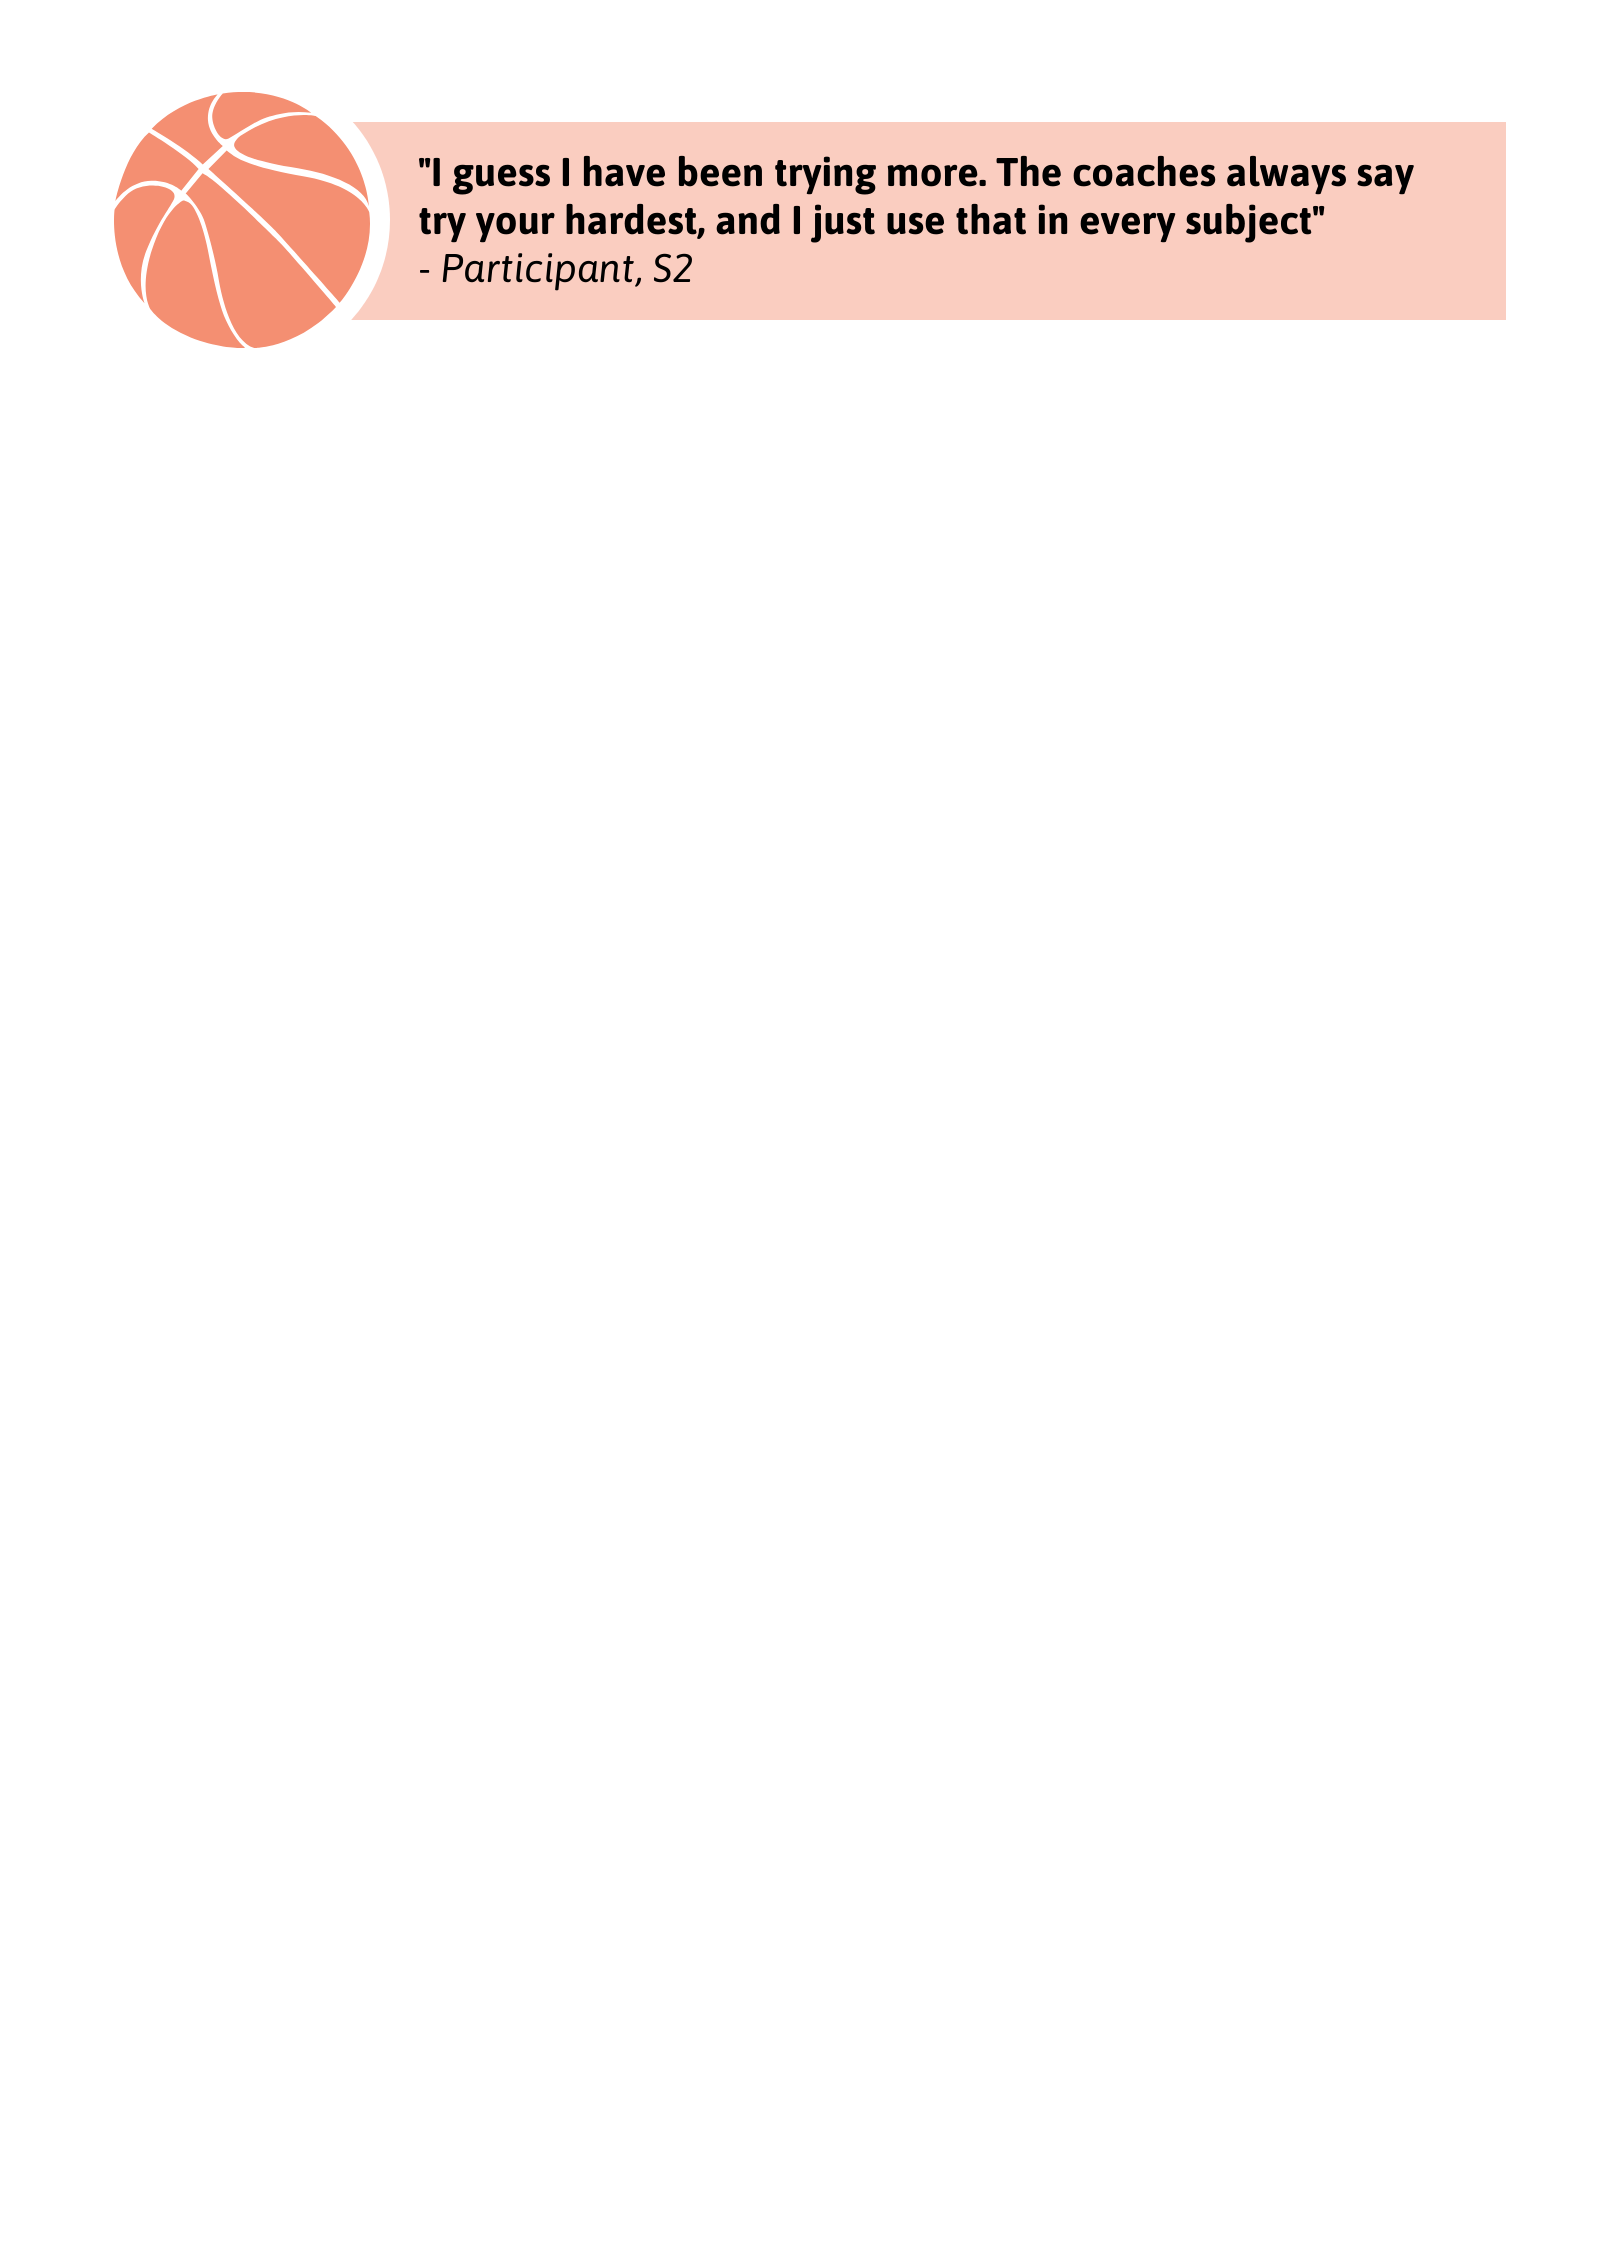 "I guess I have been trying more. The coaches always say
try your hardest, and I just use that in every subject"
- Participant, S2